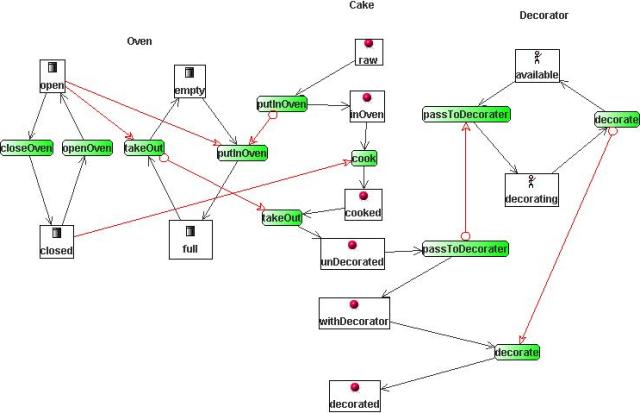 Cake
Oven
Decorator
raw
open
empty
available
putInOven
inOven
passToDecorater
decorate
closeOven
openOven
takeOut
putInOven
cook
decorating
cooked
takeOut
closed
full
unDecorated
passToDecorater
withDecorator
decorate
decorated